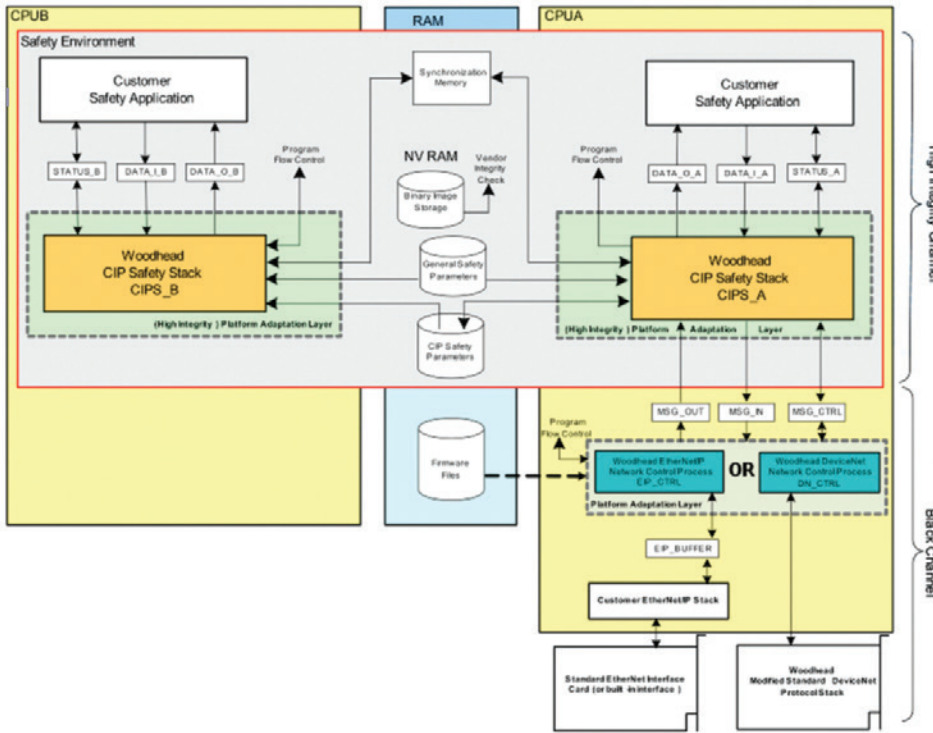 CPUB
RAM
CPUA
Safety Environment
Customer
Safety Application
Synchronization
Memory
Customer
Safety Application
Program
Flow Control
NV RAM
Vendor
Integrity
Check
Program
Flow Control
STATUS_B
DATA_I_B
DATA_O_B
DATA_O_A
DATA_I_A
STATUS_A
Binary Image
Storage
Woodhead
CIP Safety Stack
CIPS_B
General Safety
Parameters
Woodhead
CIP Safety Stack
CIPS_A
(High Integrity ) Platform Adaptation Layer
(High Integrity ) Platform Adaptation Layer
CIP Safety
Parameters
High Integrity Channel
MSG_OUT
MSG_IN
MSG_CTRL
Program
Flow Control
Firmware
Files
Woodhead EtherNet/IP
Network Control Process
EIP_CTRL
OR
Woodhead DeviceNet
Network Control Process
DN_CTRL
Platform Adaptation Layer
EIP_BUFFER
Customer EtherNet/IP Stack
Black Channel
Standard EtherNet Interface
Card (or built -in interface )
Woodhead
Modified Standard DeviceNet
Protocol Stack